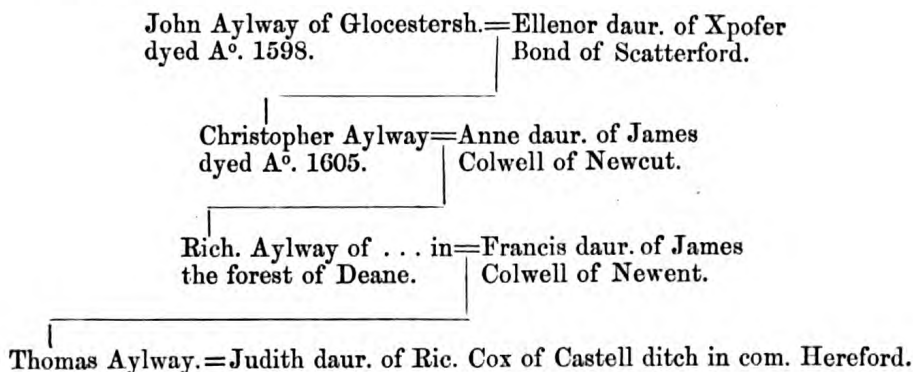 John Aylway of Glocestersh.=Ellenor daur. of Xpofer
dyed Aº. 1598. Bond of Scatterford.
Christopher Aylway=Anne daur. of James
dyed Aº. 1605. Colwell of Newcut.
Rich. Aylway of . . . in=Francis daur. of James
the forest of Deane. Colwell of Newent.
Thomas Aylway.=Judith daur. of Ric. Cox of Castell ditch in com. Hereford.